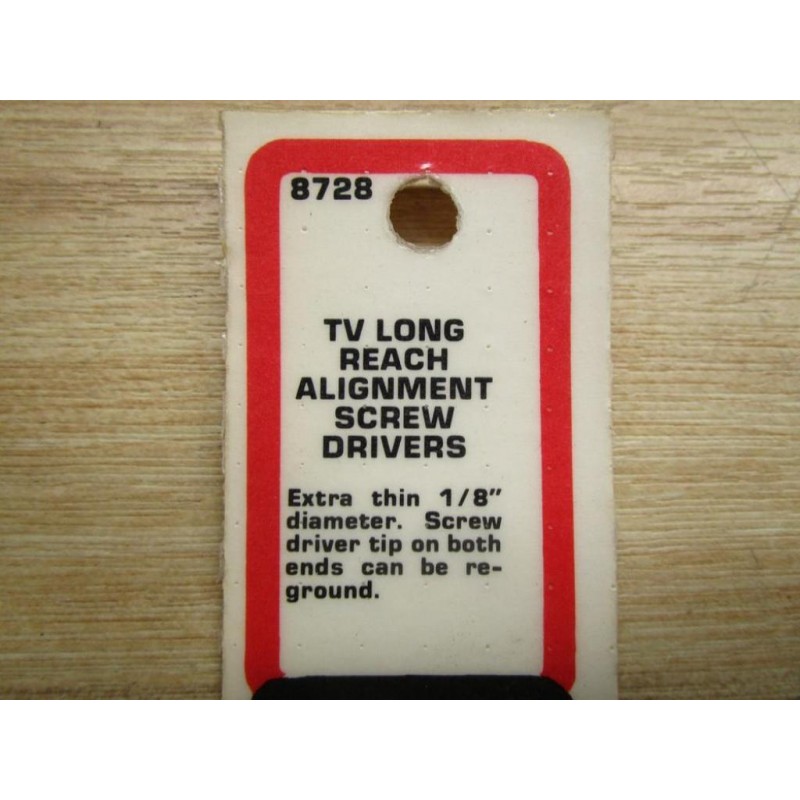 8728
TV LONG
REACH
ALIGNMENT
SCREW
DRIVERS
Extra thin 1/8”
diameter. Screw
driver tip on both
ends can be re-
ground.